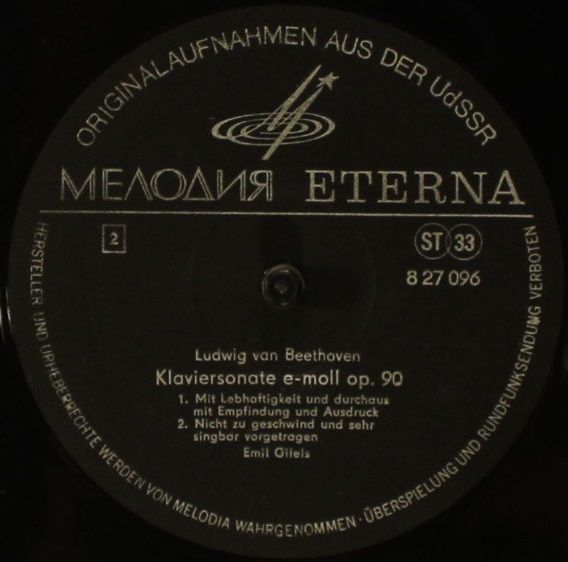 ORIGINALAUFNAHMEN AUS DER UdSSR
МЕЛОДИЯ ETERNA
2
ST 33
8 27 096
Ludwig van Beethoven
Klaviersonate e-moll op. 90
1. Mit Lebhaftigkeit und durchaus
mit Empfindung und Ausdruck
2. Nicht zu geschwind und sehr
singbar vorgetragen
Emil Gilels
HERSTELLER UND URHEBERRECHTE WERDEN VON MELODIA WAHRGENOMMEN · ÜBERSPIELUNG UND RUNDFUNKSENDUNG VERBOTEN